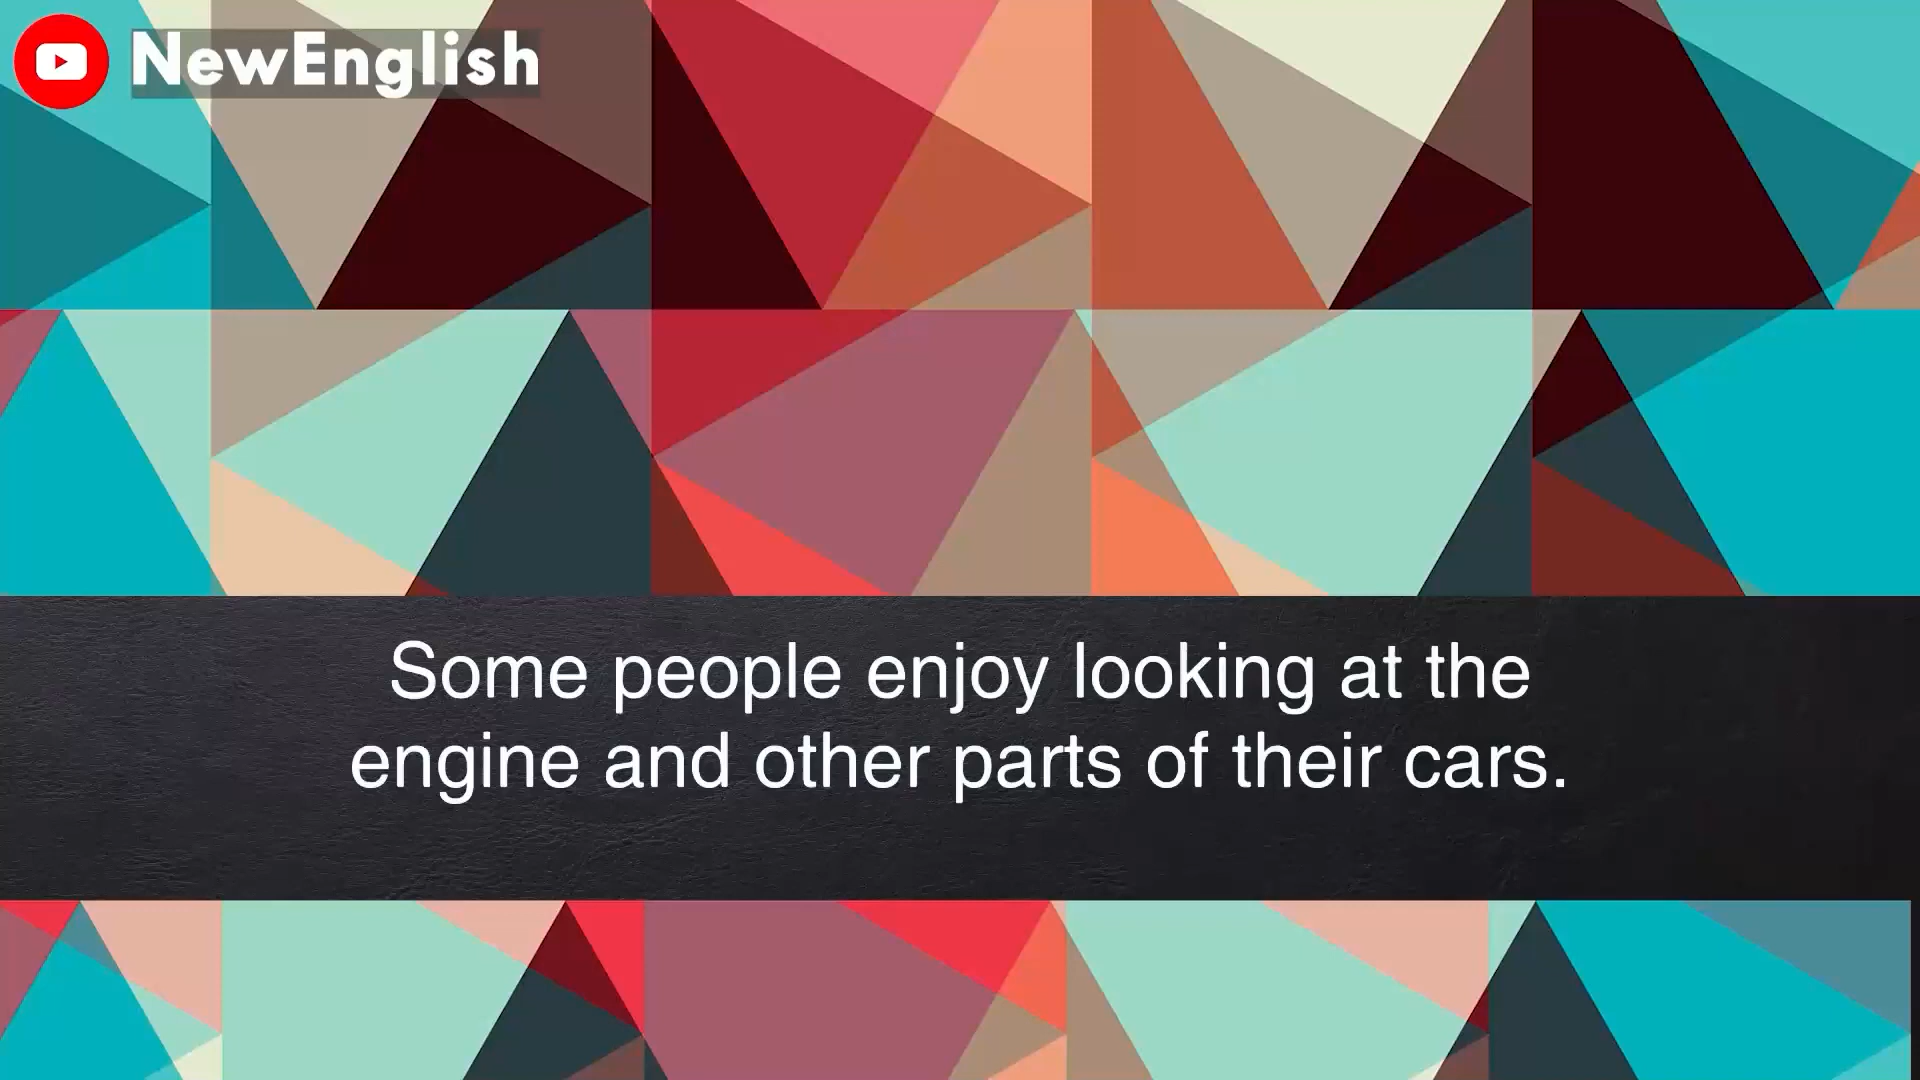 NewEnglish
Some people enjoy looking at the
engine and other parts of their cars.